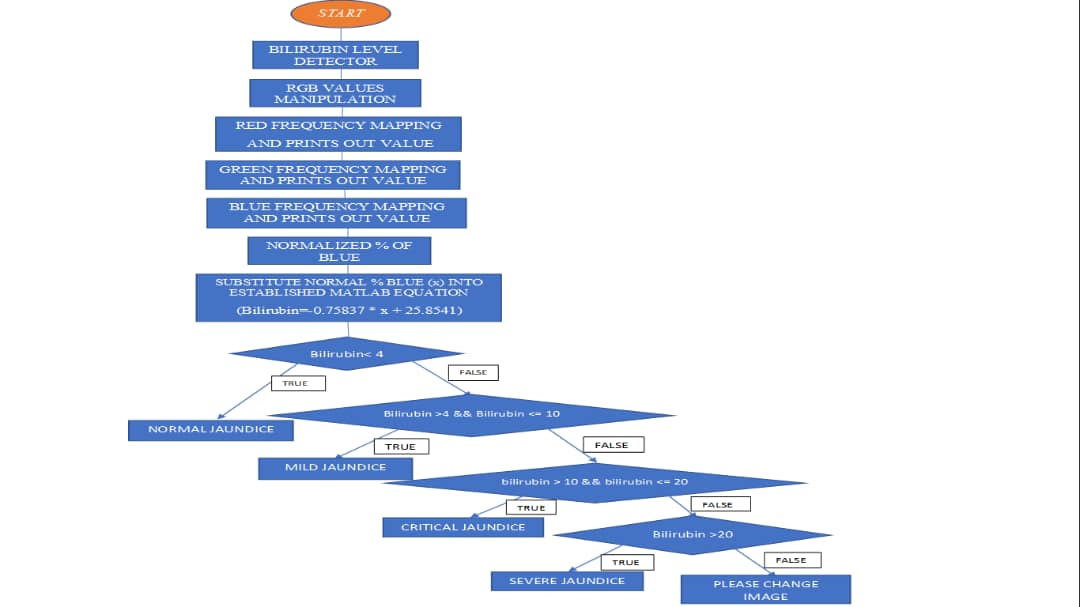 START
BILIRUBIN LEVEL
DETECTOR
RGB VALUES
MANIPULATION
RED FREQUENCY MAPPING
AND PRINTS OUT VALUE
GREEN FREQUENCY MAPPING
AND PRINTS OUT VALUE
BLUE FREQUENCY MAPPING
AND PRINTS OUT VALUE
NORMALIZED % OF
BLUE
SUBSTITUTE NORMAL % BLUE (x) INTO
ESTABLISHED MATLAB EQUATION
(Bilirubin=-0.75837 * x + 25.8541)
Bilirubin< 4
FALSE
TRUE
Bilirubin >4 && Bilirubin <= 10
NORMAL JAUNDICE
TRUE
FALSE
MILD JAUNDICE
bilirubin > 10 && bilirubin <= 20
TRUE
FALSE
CRITICAL JAUNDICE
Bilirubin >20
TRUE
FALSE
SEVERE JAUNDICE
PLEASE CHANGE
IMAGE